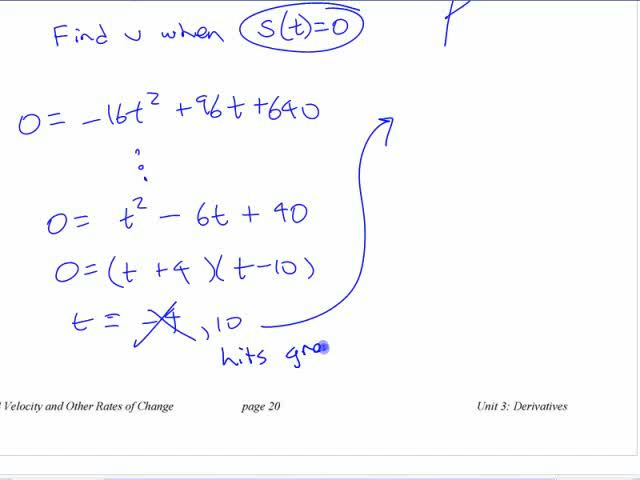 Find v when s(t)=0
0 = -16t² + 96t + 640
0 = t² - 6t + 40
0 = (t + 4)(t - 10)
t = -4, 10
hits gro
Velocity and Other Rates of Change page 20 Unit 3: Derivatives